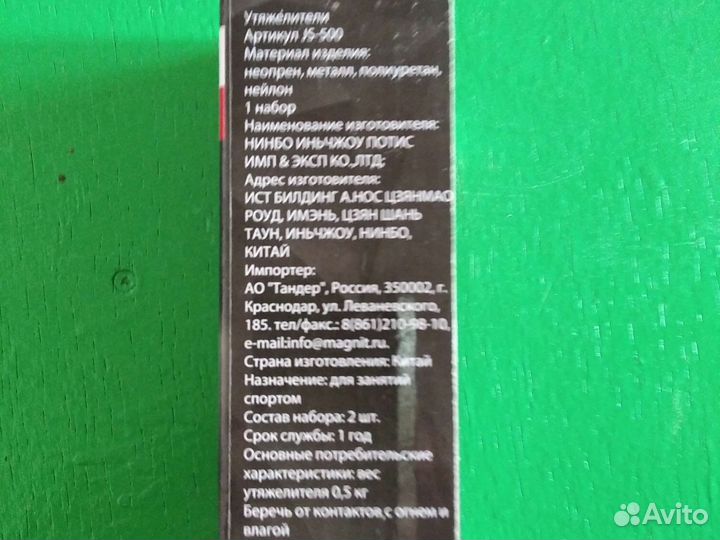 Утяжелители
Артикул JS-500
Материал изделия:
неопрен, металл, полиуретан,
нейлон
1 набор
Наименование изготовителя:
НИНБО ИНЬЧЖОУ ПОТИС
ИМП & ЭКСП КО.,ЛТД;
Адрес изготовителя:
ИСТ БИЛДИНГ А.НОС ЦЗЯНМАО
РОУД, ИМЭНЬ, ЦЗЯН ШАНЬ
ТАУН, ИНЬЧЖОУ, НИНБО,
КИТАЙ
Импортер:
АО "Тандер", Россия, 350002, г.
Краснодар, ул. Леваневского,
185. тел/факс.: 8(861)210-98-10,
e-mail:info@magnit.ru.
Страна изготовления: Китай
Назначение: для занятий
спортом
Состав набора: 2 шт.
Срок службы: 1 год
Основные потребительские
характеристики: вес
утяжелителя 0,5 кг
Беречь от контактов,с огнем и
влагой
Avito